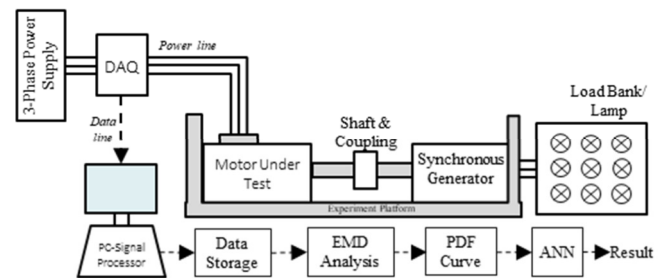 3-Phase Power
Supply
DAQ
Power line
Data
line
Load Bank/
Lamp
Shaft &
Coupling
Motor Under
Test
Synchronous
Generator
Experiment Platform
PC-Signal
Processor
Data
Storage
EMD
Analysis
PDF
Curve
ANN
Result